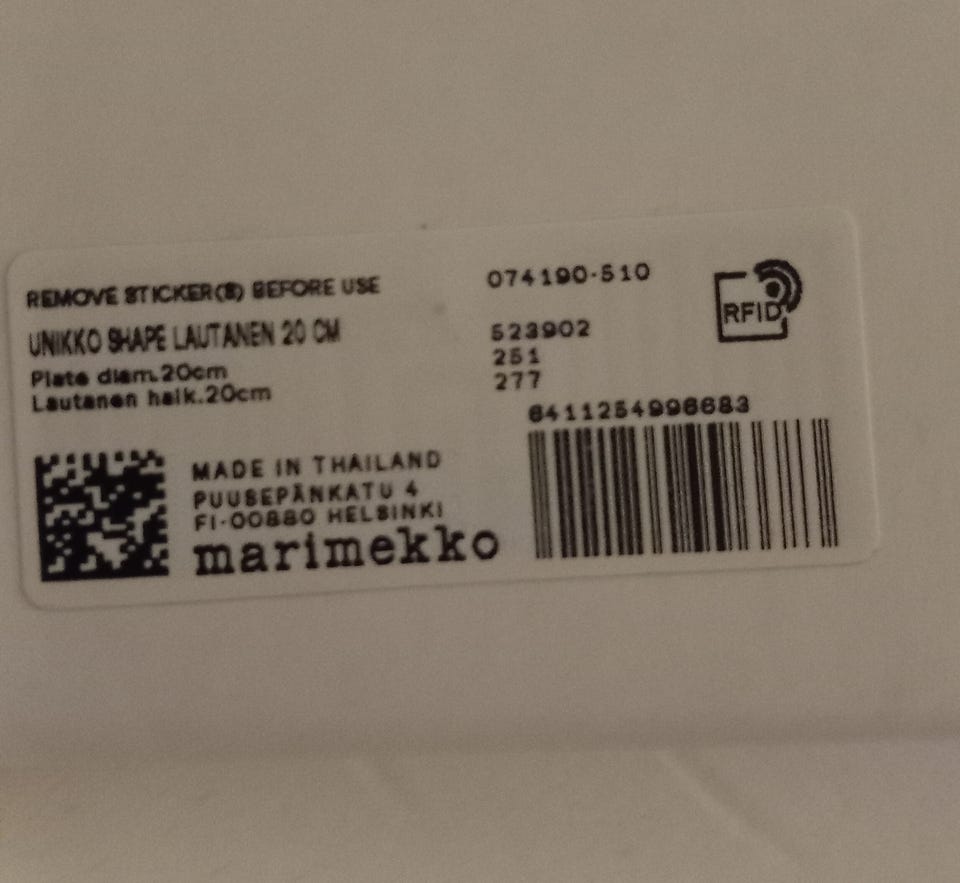 REMOVE STICKER(S) BEFORE USE
UNIKKO SHAPE LAUTANEN 20 CM
Plate diam.20cm
Lautanen halk.20cm
074190-510
523902
251
277
RFID
6411254996683
MADE IN THAILAND
PUUSEPÄNKATU 4
FI-00880 HELSINKI
marimekko